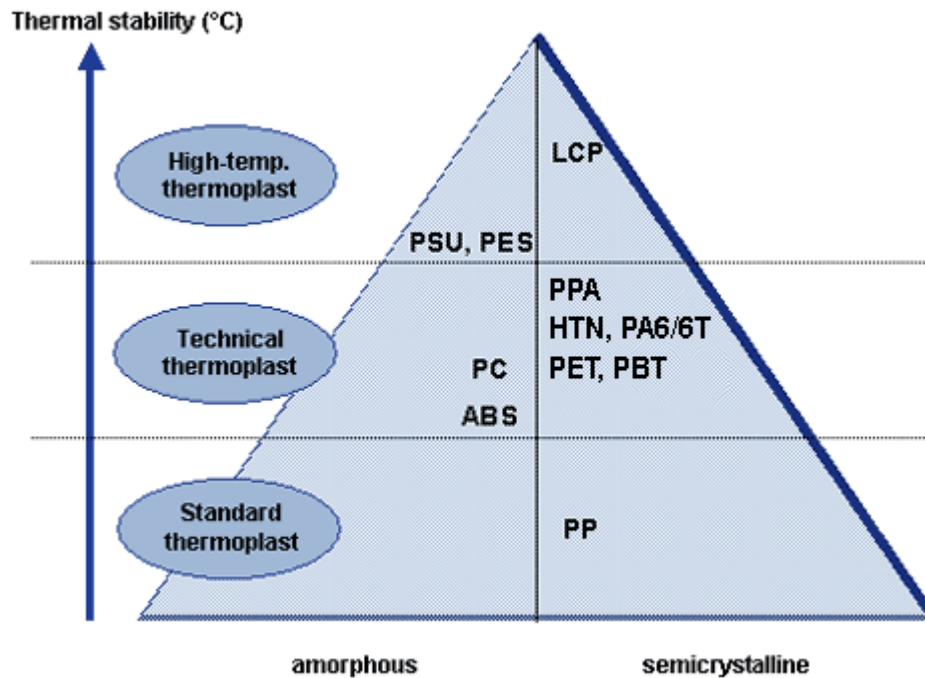 Thermal stability (°C)
High-temp.
thermoplast
LCP
PSU, PES
Technical
thermoplast
PPA
HTN, PA6/6T
PC
PET, PBT
ABS
Standard
thermoplast
PP
amorphous
semicrystalline